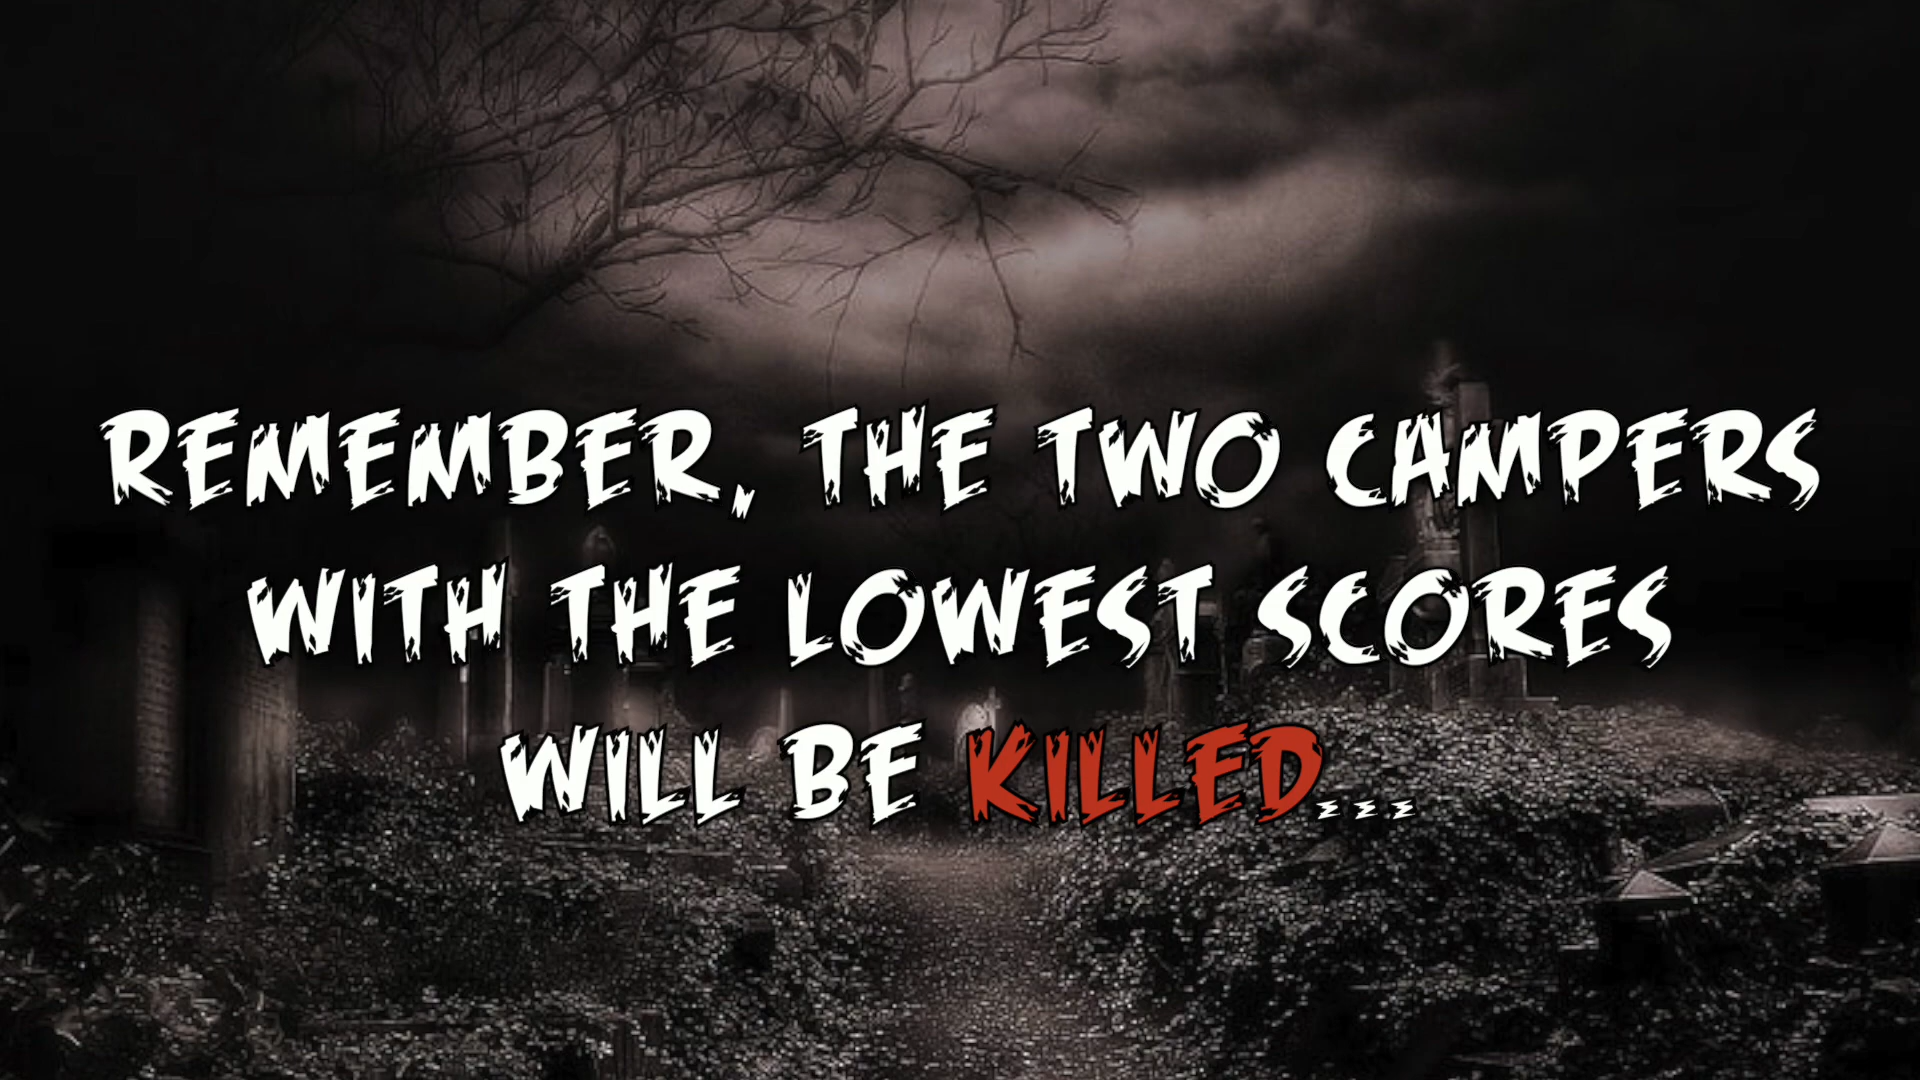 REMEMBER, THE TWO CAMPERS
WITH THE LOWEST SCORES
WILL BE KILLED...